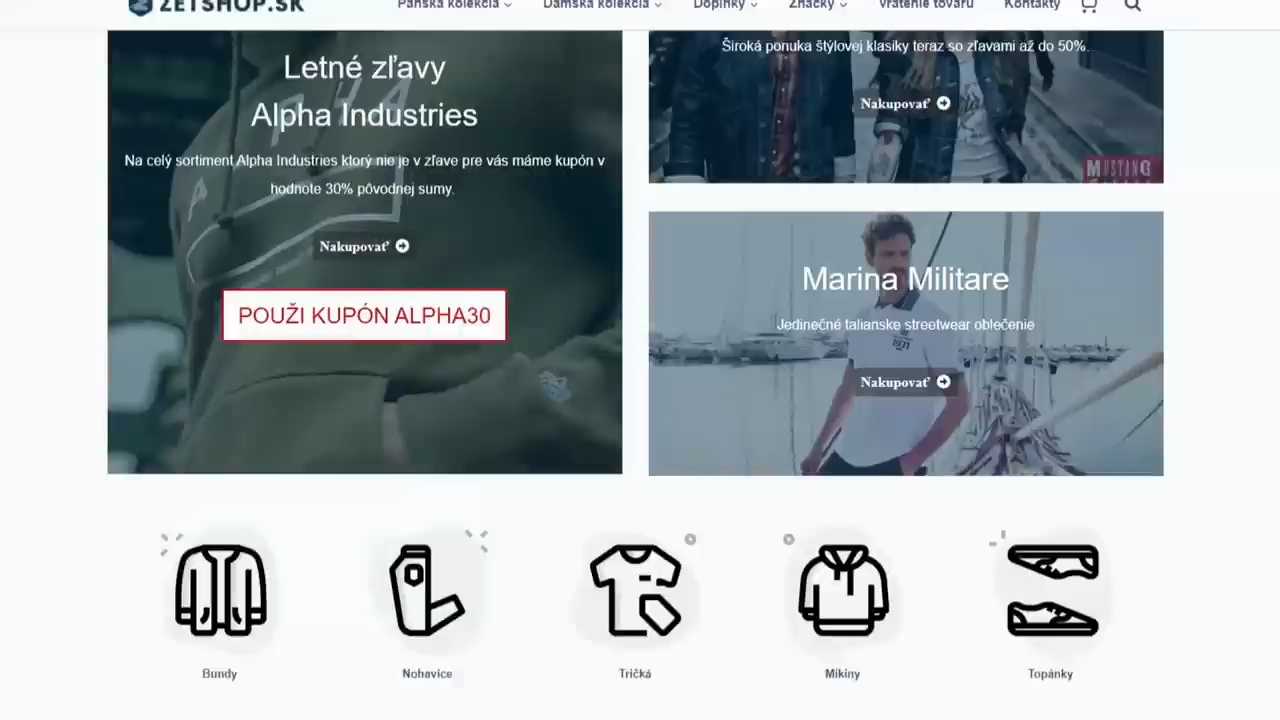 ZETSHOP.SK
Pánska kolekcia
Dámska kolekcia
Doplnky
Značky
Vrátenie tovaru
Kontakty
Letné zľavy
Alpha Industries
Na celý sortiment Alpha Industries ktorý nie je v zľave pre vás máme kupón v
hodnote 30% pôvodnej sumy.
Nakupovať
POUŽI KUPÓN ALPHA30
Široká ponuka štýlovej klasiky teraz so zľavami až do 50%.
Nakupovať
MUSTANG
Marina Militare
Jedinečné talianske streetwear oblečenie
1931
Nakupovať
Bundy
Nohavice
Tričká
Mikiny
Topánky